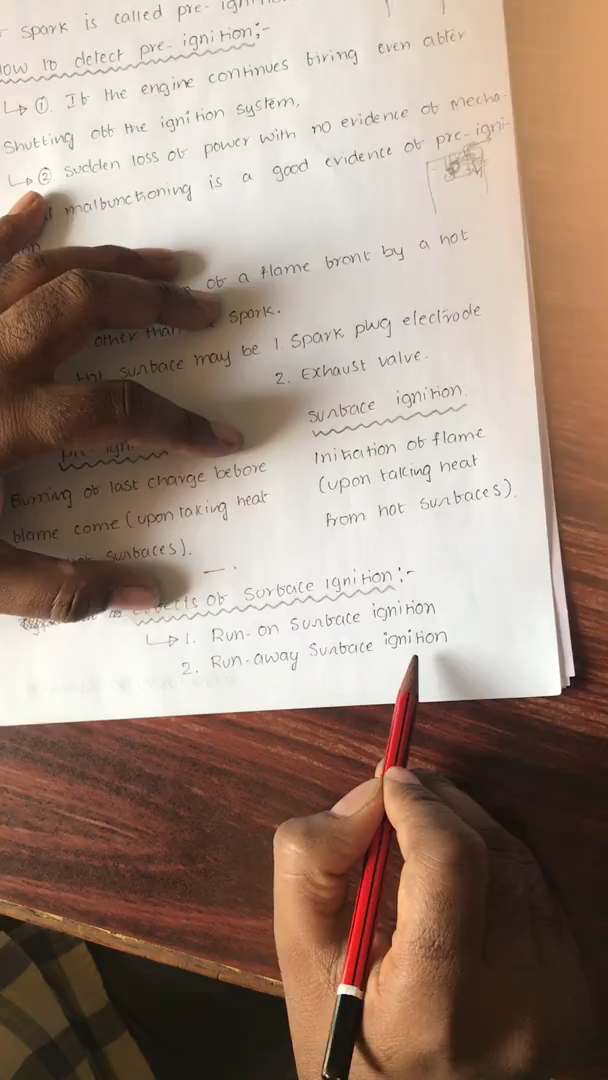 spark is called pre-ignition
How to detect pre-ignition:-
↳ ①. If the engine continues firing even after
shutting off the ignition system.
↳ ② sudden loss of power with no evidence of mecha-
malfunctioning is a good evidence of pre-igni-
of a flame front by a hot
other than spark.
surface may be 1 spark plug electrode
2. Exhaust valve.
surface ignition.
Burning of last charge before
flame come (upon taking heat
surfaces).
Initiation of flame
(upon taking heat
from hot surfaces).
Effects of surface ignition:-
↳ 1. Run-on surface ignition
2. Run-away surface ignition